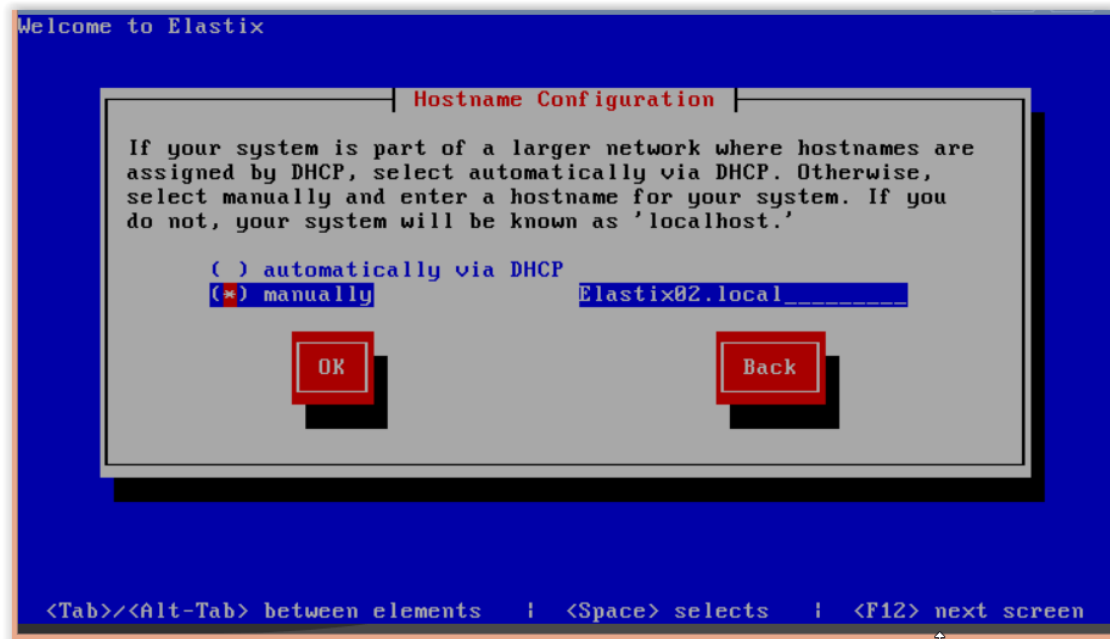 Welcome to Elastix
Hostname Configuration
If your system is part of a larger network where hostnames are
assigned by DHCP, select automatically via DHCP. Otherwise,
select manually and enter a hostname for your system. If you
do not, your system will be known as 'localhost.'
( ) automatically via DHCP
(*) manually Elastix02.local_________
OK Back
<Tab>/<Alt-Tab> between elements | <Space> selects | <F12> next screen